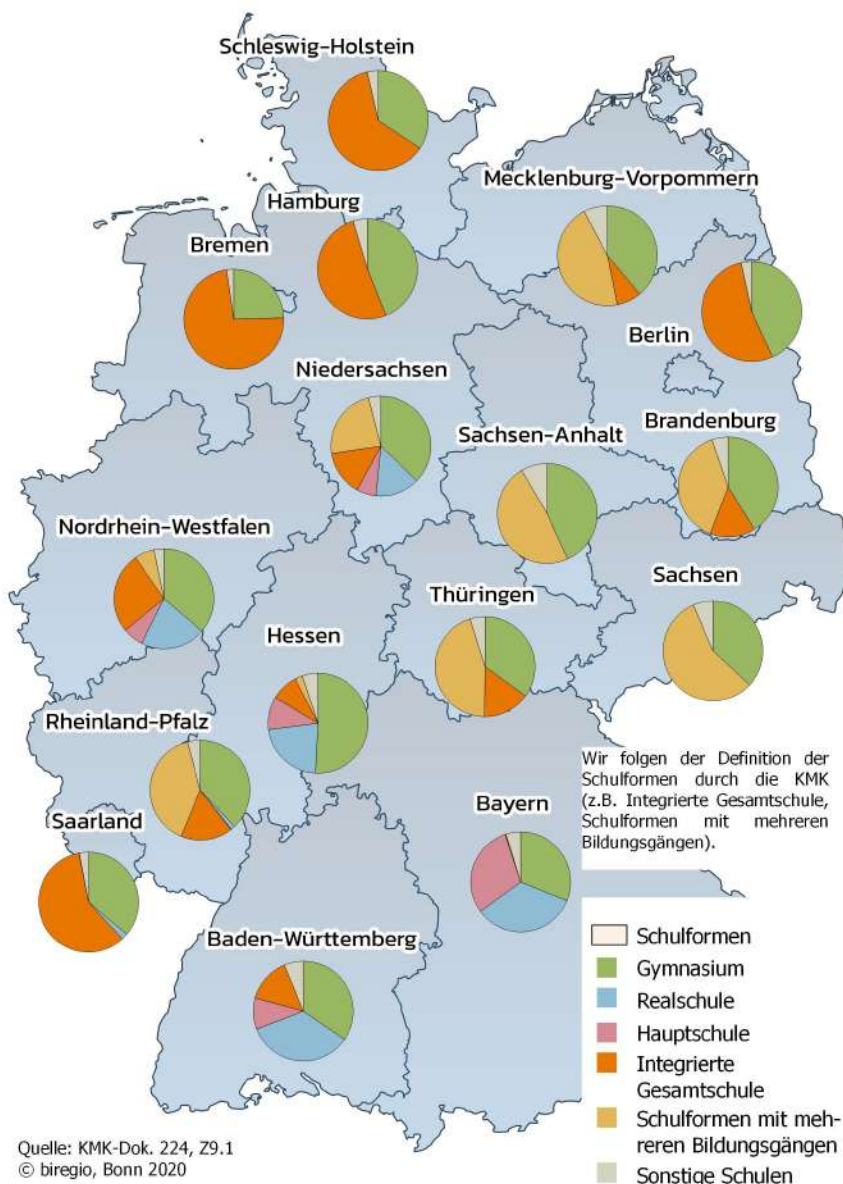 Schleswig-Holstein
Mecklenburg-Vorpommern
Hamburg
Bremen
Berlin
Niedersachsen
Brandenburg
Sachsen-Anhalt
Nordrhein-Westfalen
Sachsen
Thüringen
Hessen
Rheinland-Pfalz
Wir folgen der Definition der
Schulformen durch die KMK
(z.B. Integrierte Gesamtschule,
Schulformen mit mehreren
Bildungsgängen).
Bayern
Saarland
Baden-Württemberg
Schulformen
Gymnasium
Realschule
Hauptschule
Integrierte
Gesamtschule
Schulformen mit meh-
reren Bildungsgängen
Sonstige Schulen
Quelle: KMK-Dok. 224, Z9.1
© biregio, Bonn 2020